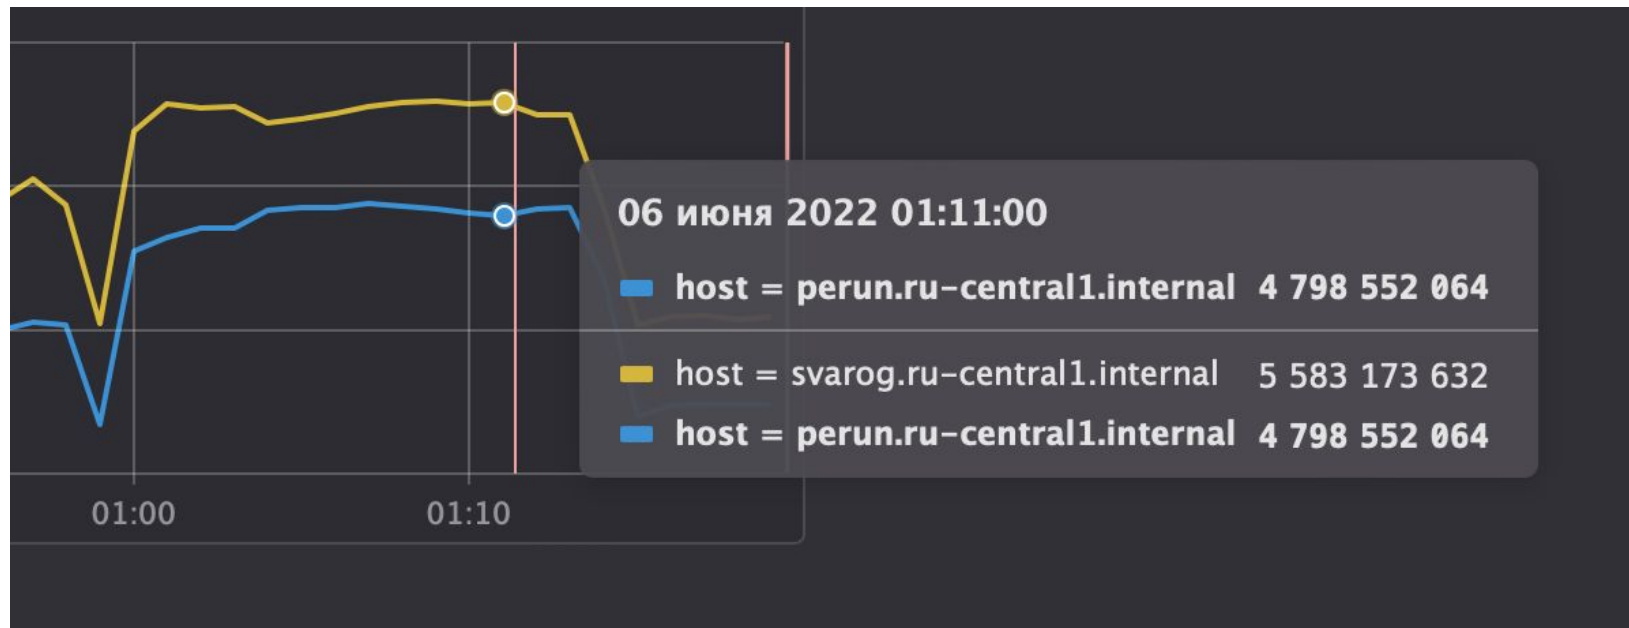 06 июня 2022 01:11:00
host = perun.ru-central1.internal 4 798 552 064
host = svarog.ru-central1.internal 5 583 173 632
host = perun.ru-central1.internal 4 798 552 064
01:00 01:10